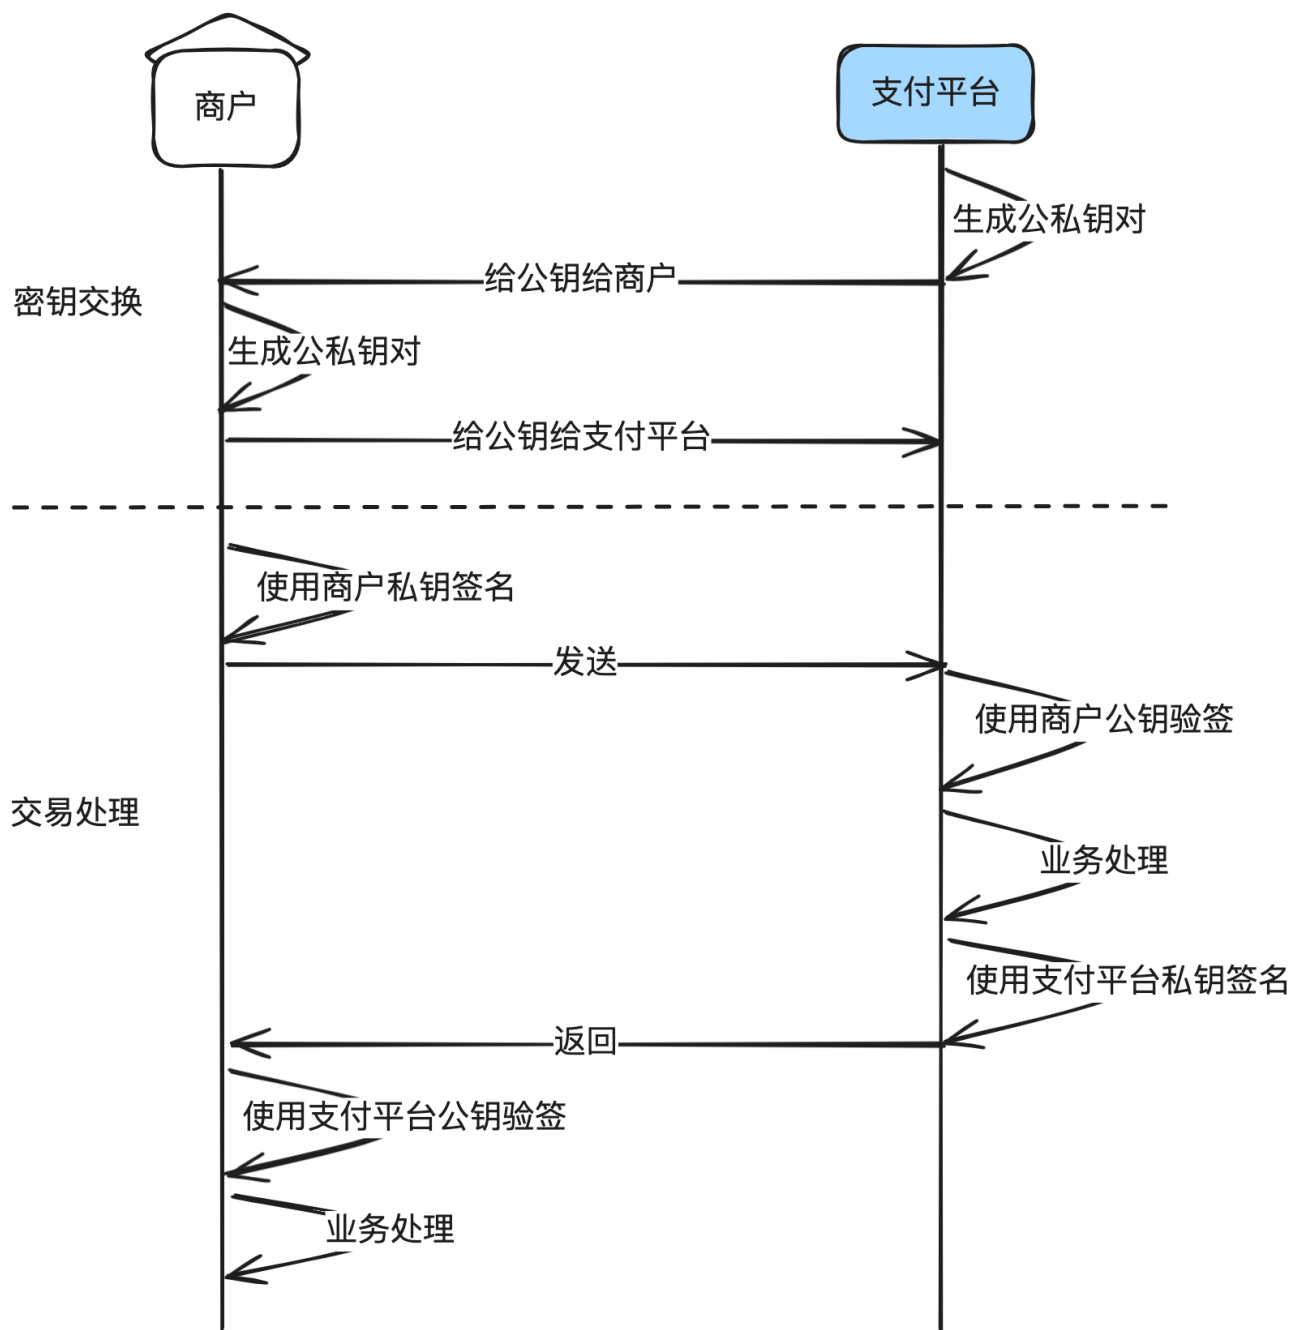 商户
支付平台
生成公私钥对
给公钥给商户
密钥交换
生成公私钥对
给公钥给支付平台
使用商户私钥签名
发送
使用商户公钥验签
交易处理
业务处理
使用支付平台私钥签名
返回
使用支付平台公钥验签
业务处理